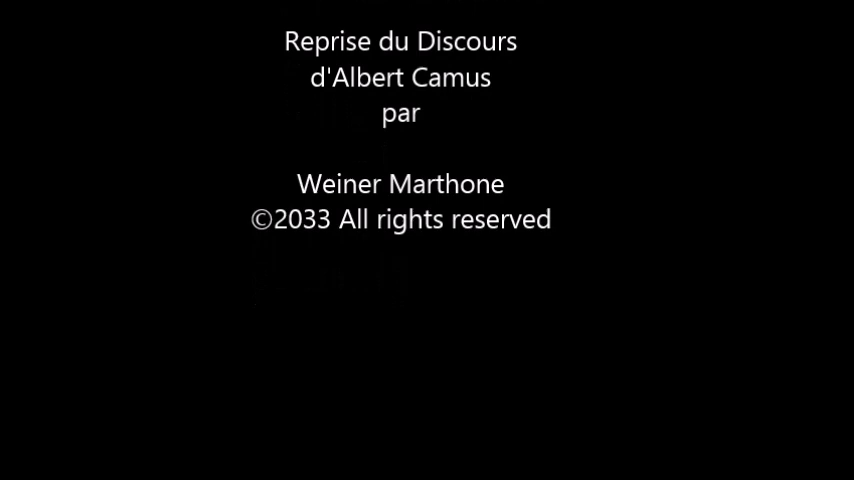 Reprise du Discours
d'Albert Camus
par
Weiner Marthone
©2033 All rights reserved